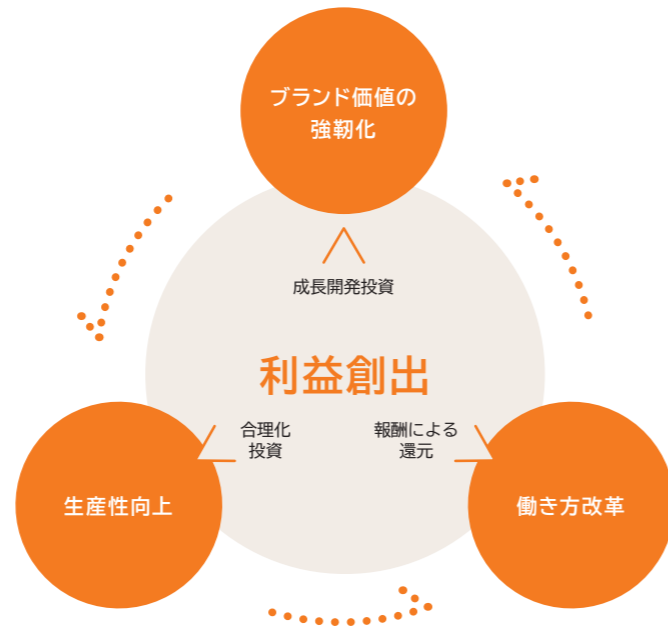 ブランド価値の
強靭化
成長開発投資
利益創出
合理化
投資
報酬による
還元
生産性向上
働き方改革